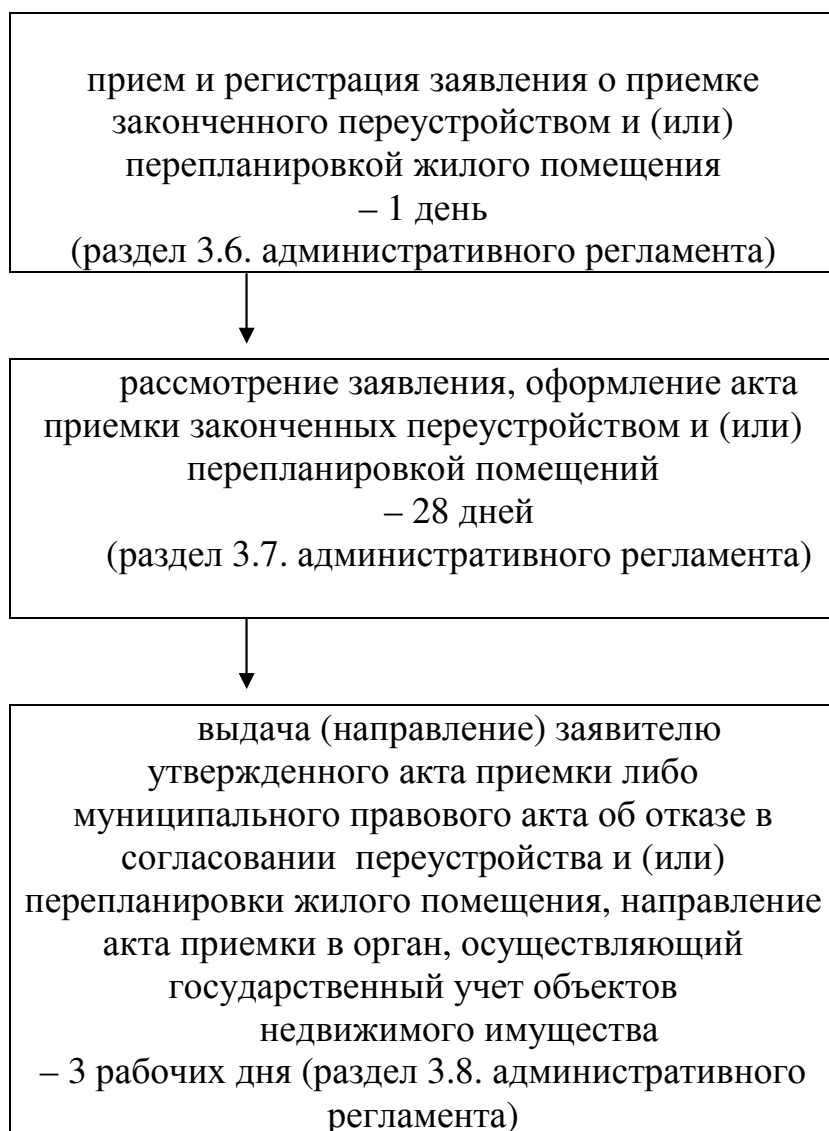 прием и регистрация заявления о приемке
законченного переустройством и (или)
перепланировкой жилого помещения
– 1 день
(раздел 3.6. административного регламента)
рассмотрение заявления, оформление акта
приемки законченных переустройством и (или)
перепланировкой помещений
– 28 дней
(раздел 3.7. административного регламента)
выдача (направление) заявителю
утвержденного акта приемки либо
муниципального правового акта об отказе в
согласовании переустройства и (или)
перепланировки жилого помещения, направление
акта приемки в орган, осуществляющий
государственный учет объектов
недвижимого имущества
– 3 рабочих дня (раздел 3.8. административного
регламента)